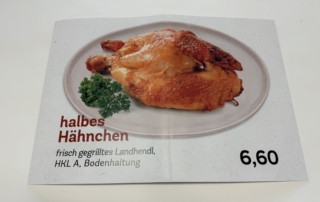 halbes
Hähnchen
frisch gegrilltes Landhendl,
HKL A, Bodenhaltung
6,60